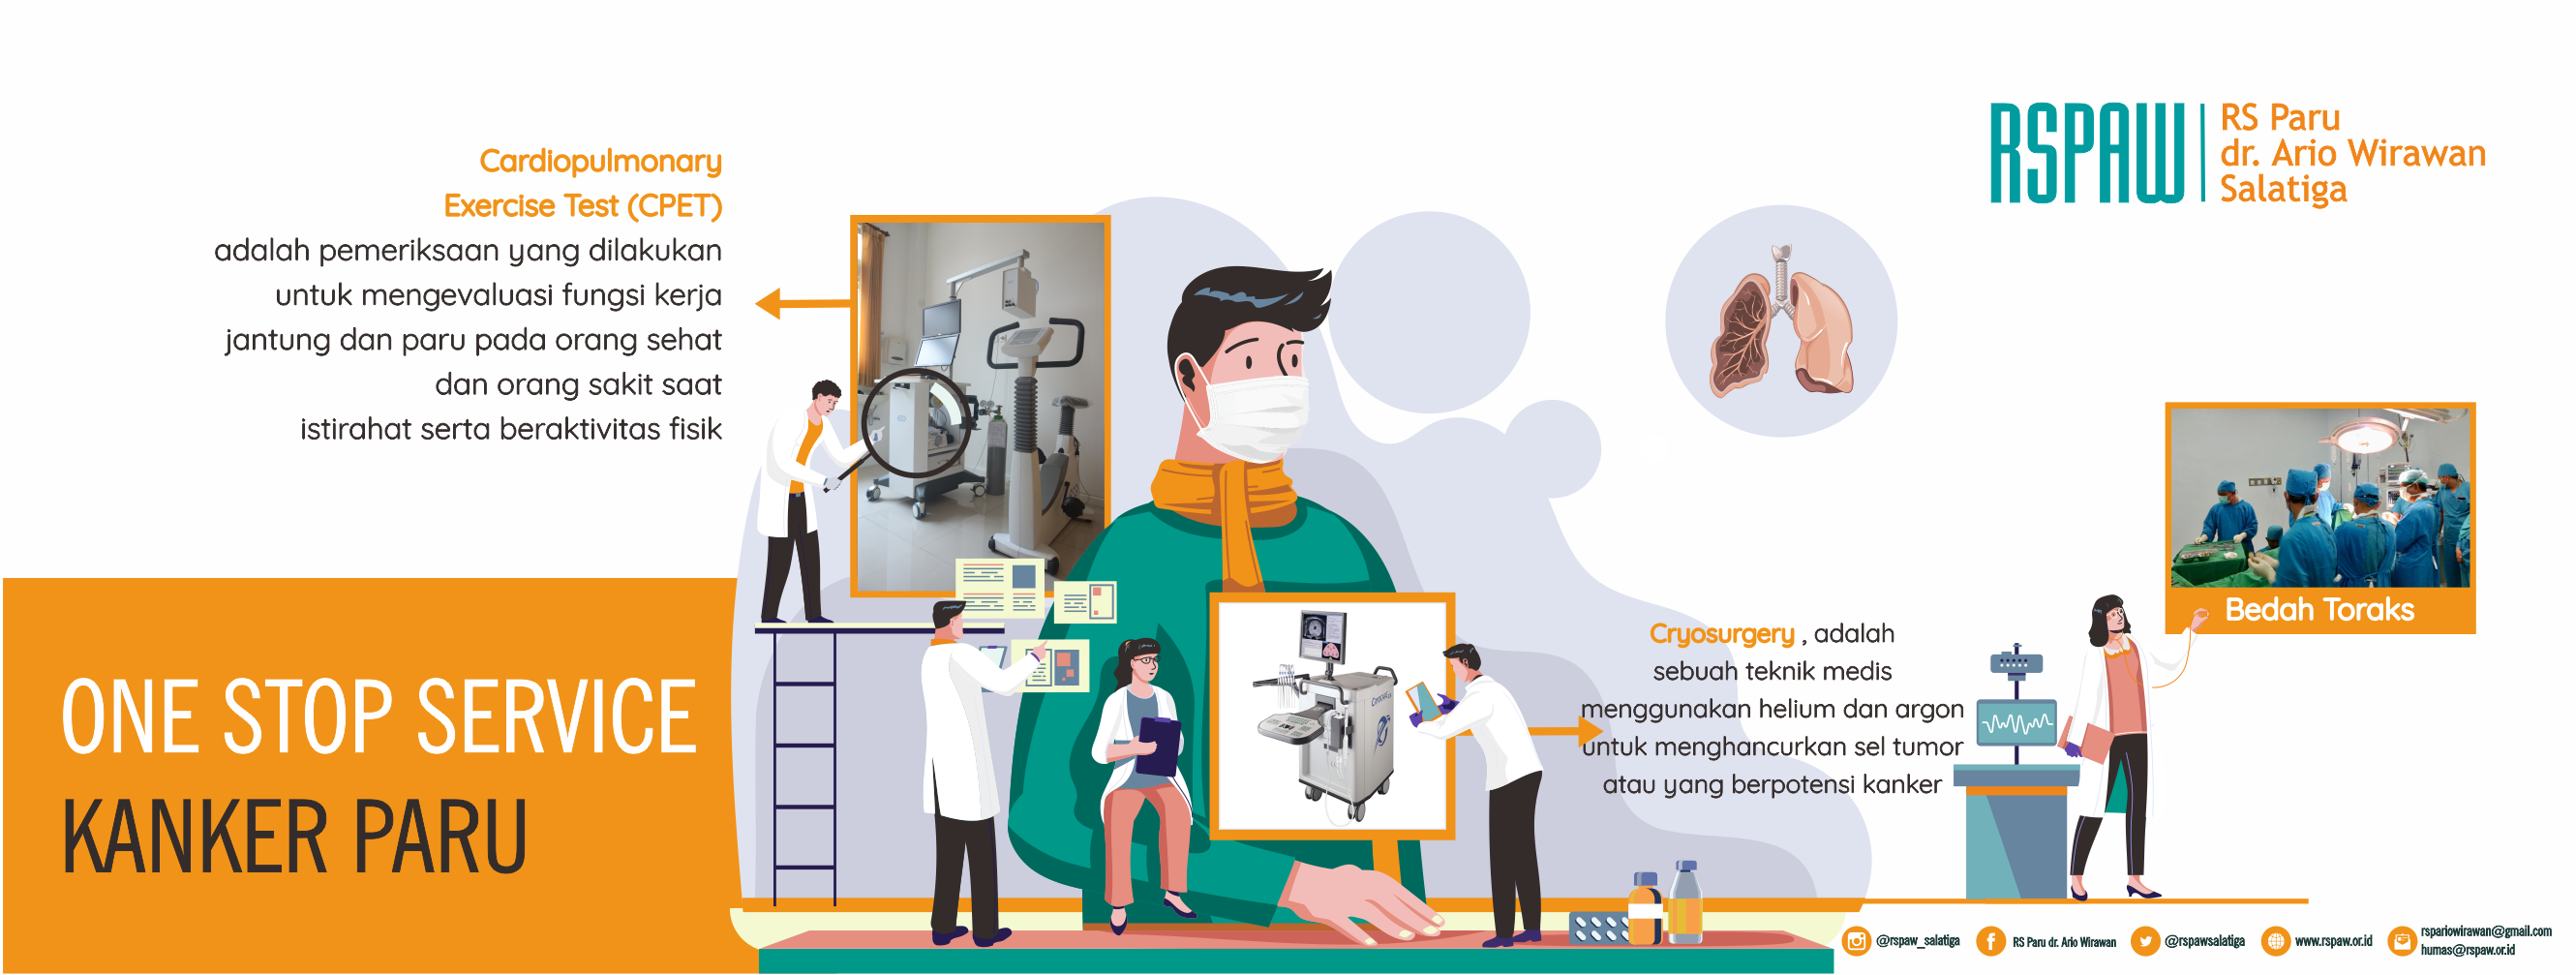 Cardiopulmonary
Exercise Test (CPET)
adalah pemeriksaan yang dilakukan
untuk mengevaluasi fungsi kerja
jantung dan paru pada orang sehat
dan orang sakit saat
istirahat serta beraktivitas fisik
RSPAW
RS Paru
dr. Ario Wirawan
Salatiga
Bedah Toraks
Cryosurgery , adalah
sebuah teknik medis
menggunakan helium dan argon
untuk menghancurkan sel tumor
atau yang berpotensi kanker
ONE STOP SERVICE
KANKER PARU
@rspaw_salatiga
RS Paru dr. Ario Wirawan
@rspawsalatiga
www.rspaw.or.id
rspariowirawan@gmail.com
humas@rspaw.or.id